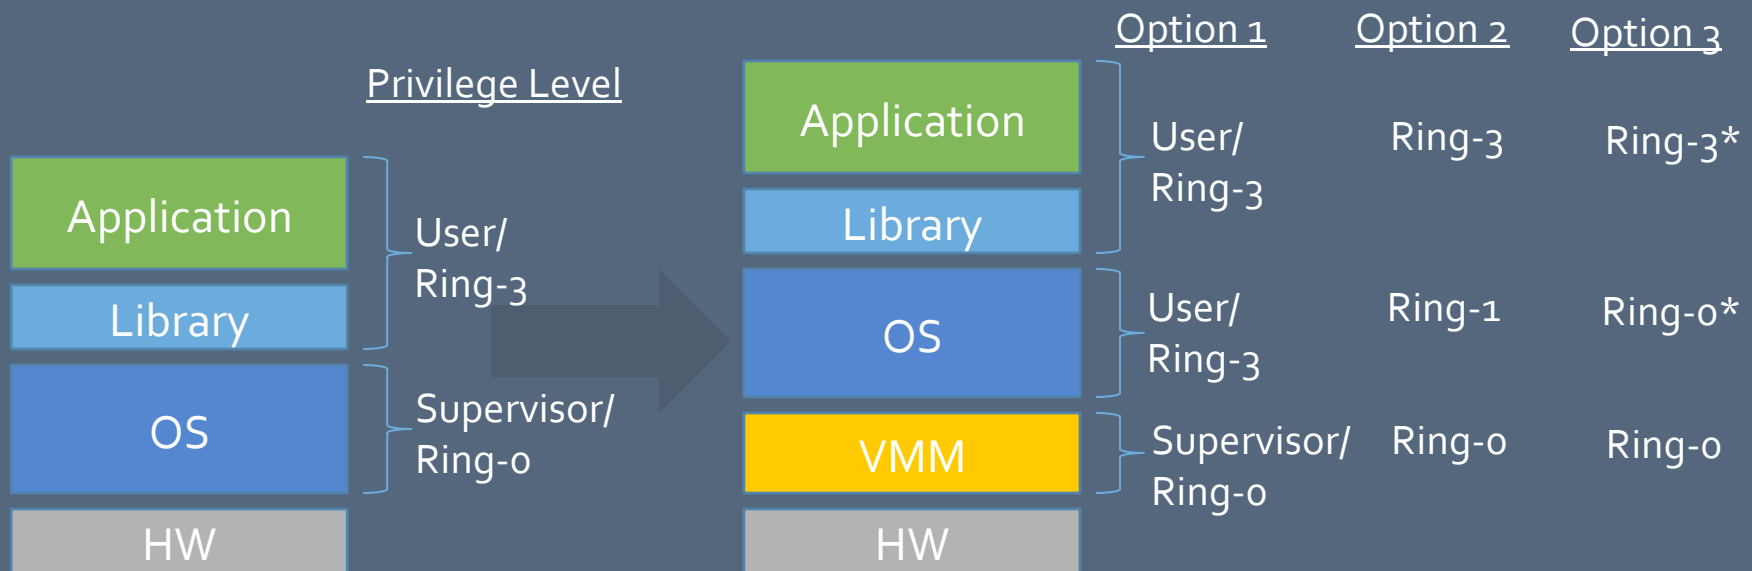 Privilege Level
Application
Library
OS
HW
User/
Ring-3
Supervisor/
Ring-0
Option 1
Option 2
Option 3
Application
Library
OS
VMM
HW
User/
Ring-3
Ring-3
Ring-3*
User/
Ring-3
Ring-1
Ring-0*
Supervisor/
Ring-0
Ring-0
Ring-0